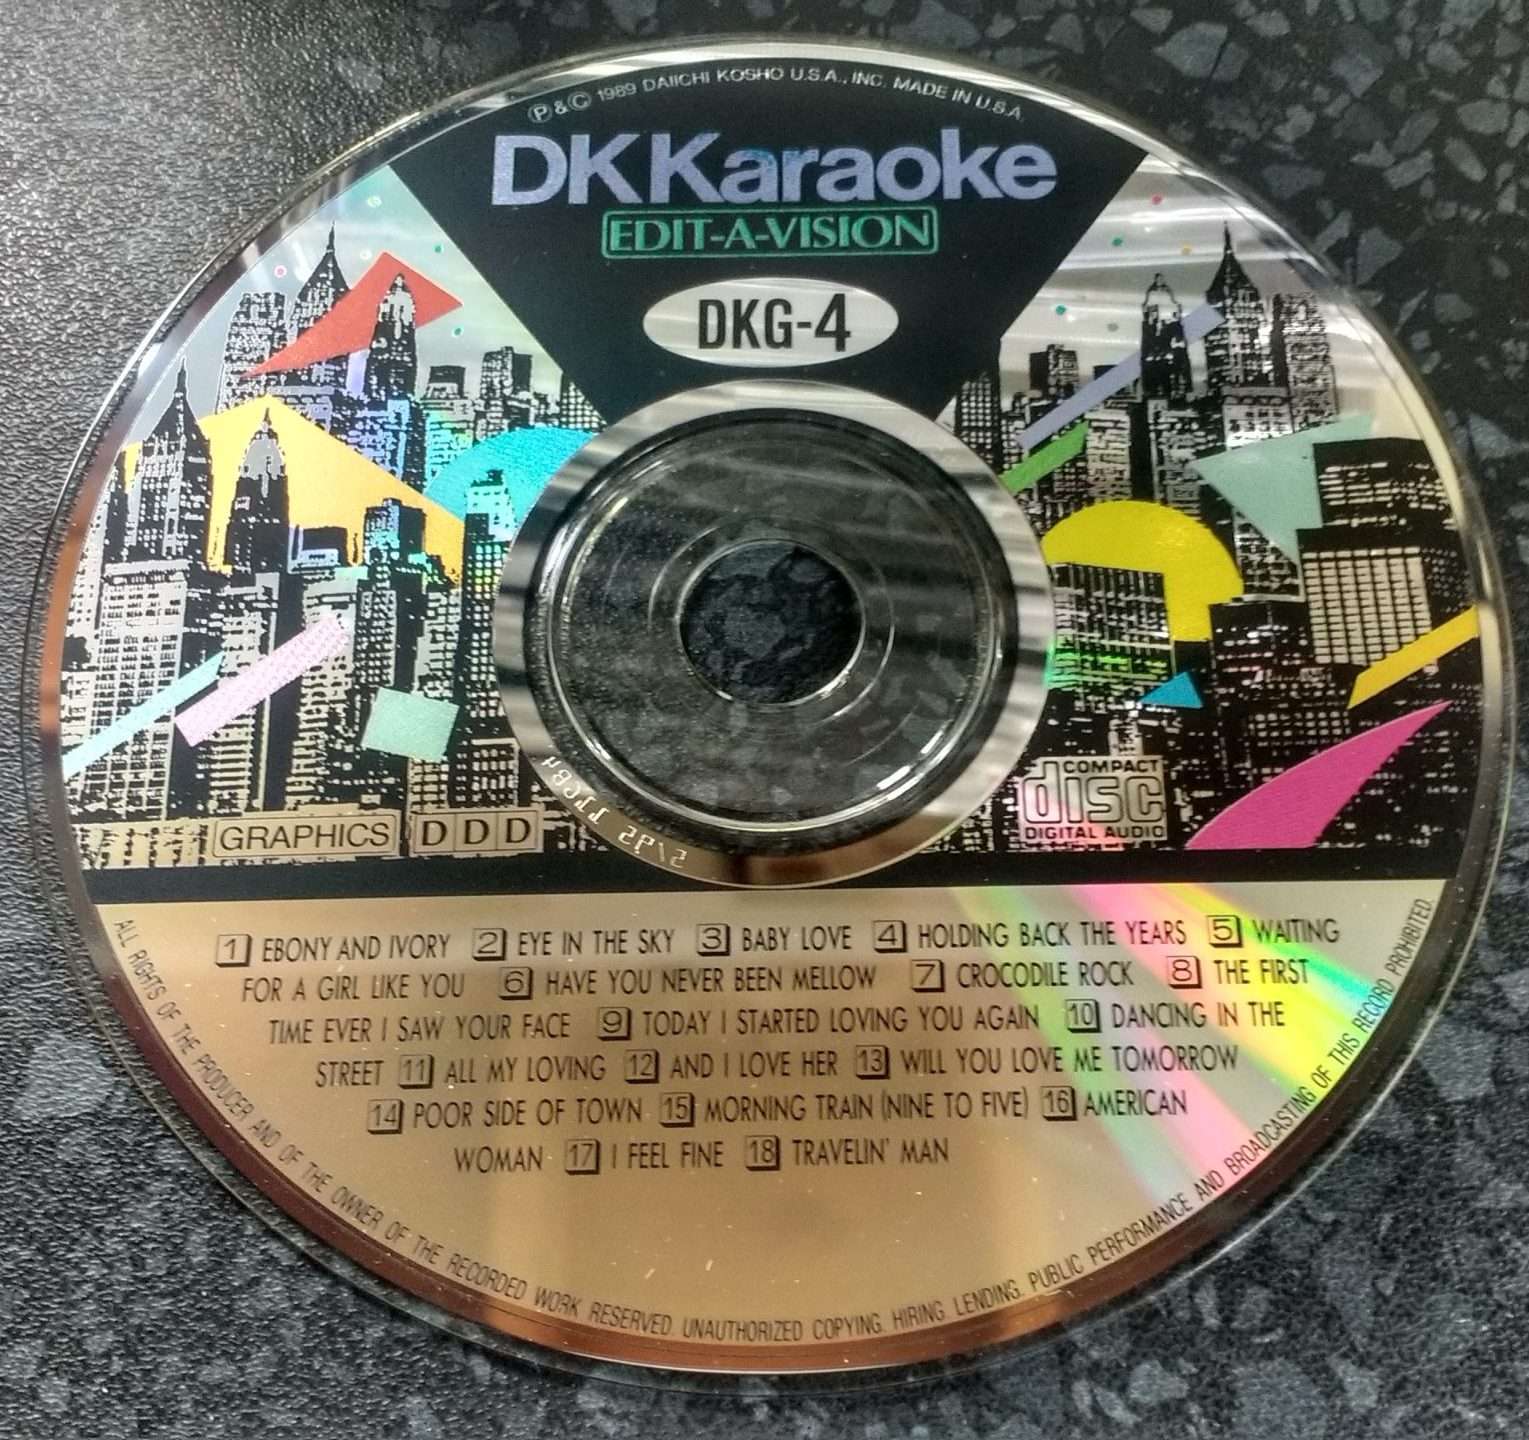 ℗ & © 1989 DAIICHI KOSHO U.S.A., INC. MADE IN U.S.A.
DKKaraoke
EDIT-A-VISION
DKG-4
GRAPHICS DDD
COMPACT
disc
DIGITAL AUDIO
1 EBONY AND IVORY 2 EYE IN THE SKY 3 BABY LOVE 4 HOLDING BACK THE YEARS 5 WAITING
FOR A GIRL LIKE YOU 6 HAVE YOU NEVER BEEN MELLOW 7 CROCODILE ROCK 8 THE FIRST
TIME EVER I SAW YOUR FACE 9 TODAY I STARTED LOVING YOU AGAIN 10 DANCING IN THE
STREET 11 ALL MY LOVING 12 AND I LOVE HER 13 WILL YOU LOVE ME TOMORROW
14 POOR SIDE OF TOWN 15 MORNING TRAIN (NINE TO FIVE) 16 AMERICAN
WOMAN 17 I FEEL FINE 18 TRAVELIN' MAN
ALL RIGHTS OF THE PRODUCER AND OF THE OWNER OF THE RECORDED WORK RESERVED. UNAUTHORIZED COPYING. HIRING. LENDING. PUBLIC PERFORMANCE AND BROADCASTING OF THIS RECORD PROHIBITED.